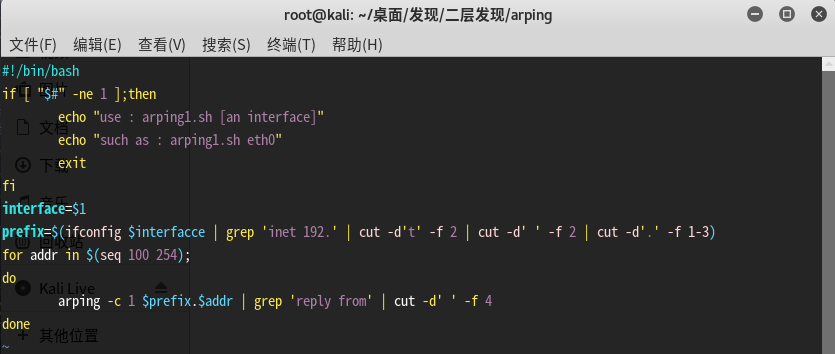 root@kali: ~/桌面/发现/二层发现/arping
文件(F) 编辑(E) 查看(V) 搜索(S) 终端(T) 帮助(H)
#!/bin/bash
if [ "$#" -ne 1 ];then
echo "use : arping1.sh [an interface]"
文档
echo "such as : arping1.sh eth0"
下载
exit
fi
音乐
interface=$1
prefix=$(ifconfig $interfacce | grep 'inet 192.' | cut -d't' -f 2 | cut -d' ' -f 2 | cut -d'.' -f 1-3)
回收站
for addr in $(seq 100 254);
do
Kali Live
arping -c 1 $prefix.$addr | grep 'reply from' | cut -d' ' -f 4
done
+ 其他位置
~